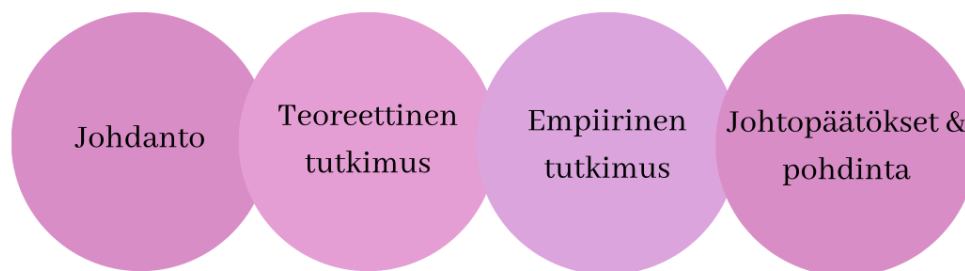 Johdanto
Teoreettinen
tutkimus
Empiirinen
tutkimus
Johtopäätökset &
pohdinta